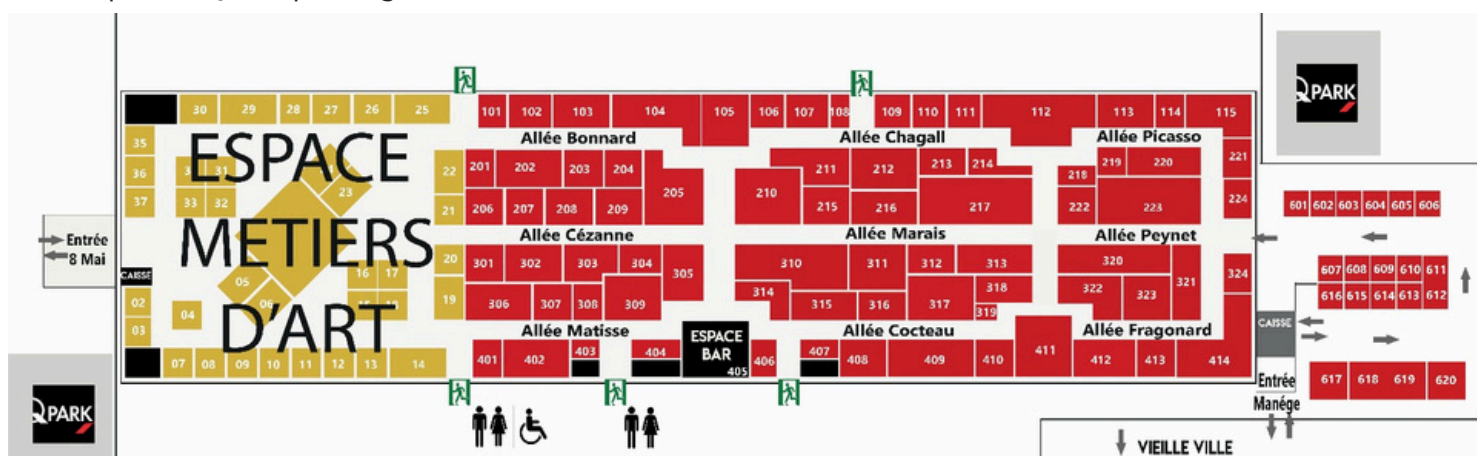 30 29 28 27 26 25
101 102 103 104 105 106 107 108 109 110 111 112 113 114 115
QPARK
Allée Bonnard Allée Chagall Allée Picasso
35 36 37
ESPACE
METIERS
D'ART
31 33 32 23
22 21
201 202 203 204 205
206 207 208 209
210 211 212 213 214
215 216 217
218 219 220 221
222 223 224
601 602 603 604 605 606
Entrée
8 Mai
Allée Cézanne Allée Marais Allée Peynet
CAISSE
02 03 04 05 06
16 17
20 19
301 302 303 304 305
306 307 308 309
310 311 312 313
314 315 316 317 318 319
320 321 322 323 324
607 608 609 610 611
616 615 614 613 612
CAISSE
Allée Matisse
ESPACE
BAR
405
Allée Cocteau Allée Fragonard
07 08 09 10 11 12 13 14
401 402 403 404 406 407 408 409 410 411 412 413 414
Entrée
Manége
617 618 619 620
QPARK
VIEILLE VILLE